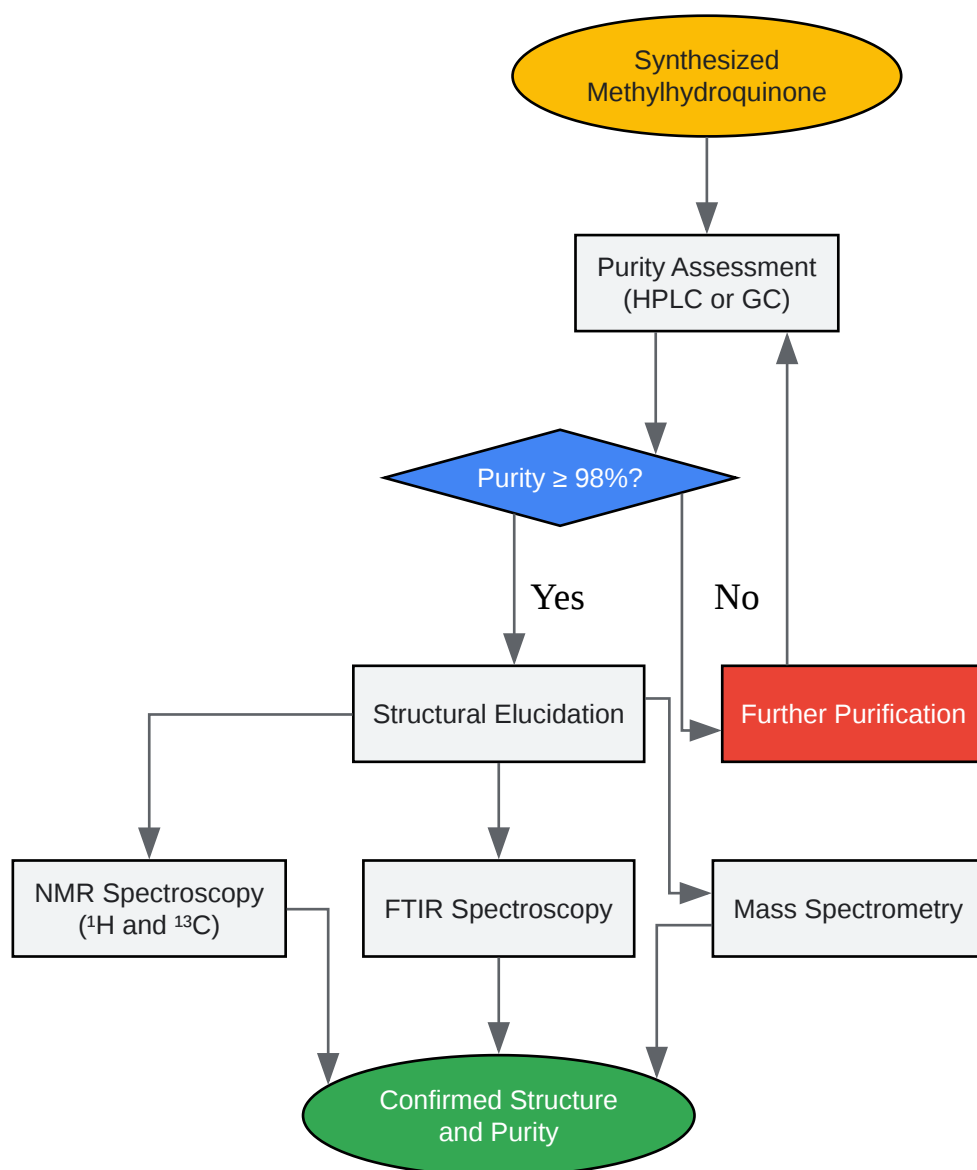 Synthesized
Methylhydroquinone
Purity Assessment
(HPLC or GC)
Purity ≥ 98%?
Yes
No
Structural Elucidation
Further Purification
NMR Spectroscopy
(¹H and ¹³C)
FTIR Spectroscopy
Mass Spectrometry
Confirmed Structure
and Purity